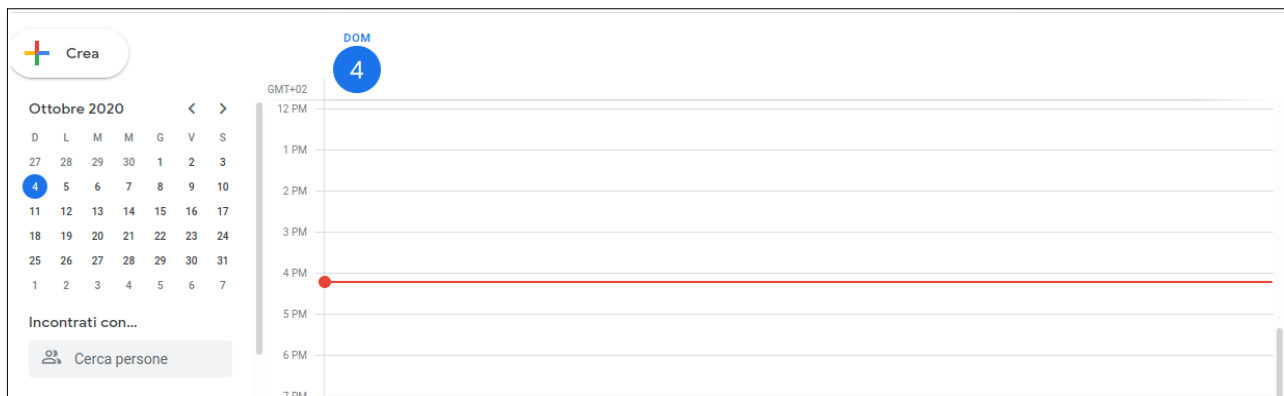 Crea
DOM
4
GMT+02
Ottobre 2020
D L M M G V S
27 28 29 30 1 2 3
4 5 6 7 8 9 10
11 12 13 14 15 16 17
18 19 20 21 22 23 24
25 26 27 28 29 30 31
1 2 3 4 5 6 7
Incontrati con...
Cerca persone
12 PM
1 PM
2 PM
3 PM
4 PM
5 PM
6 PM
7 PM